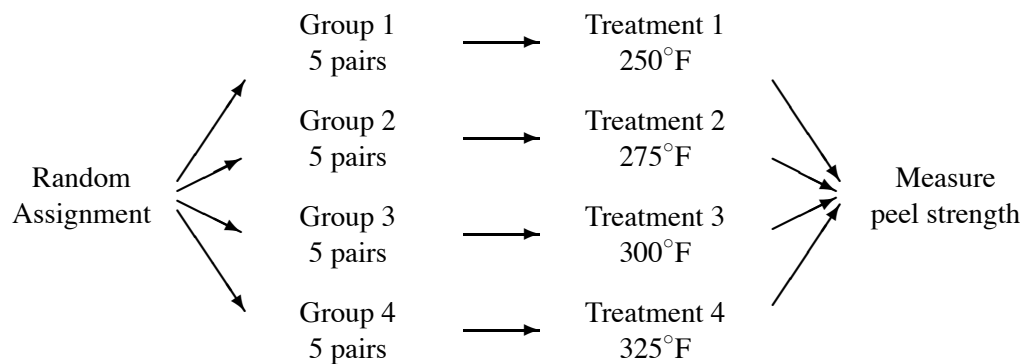 Group 1
5 pairs
Treatment 1
250°F
Group 2
5 pairs
Treatment 2
275°F
Random
Assignment
Measure
peel strength
Group 3
5 pairs
Treatment 3
300°F
Group 4
5 pairs
Treatment 4
325°F